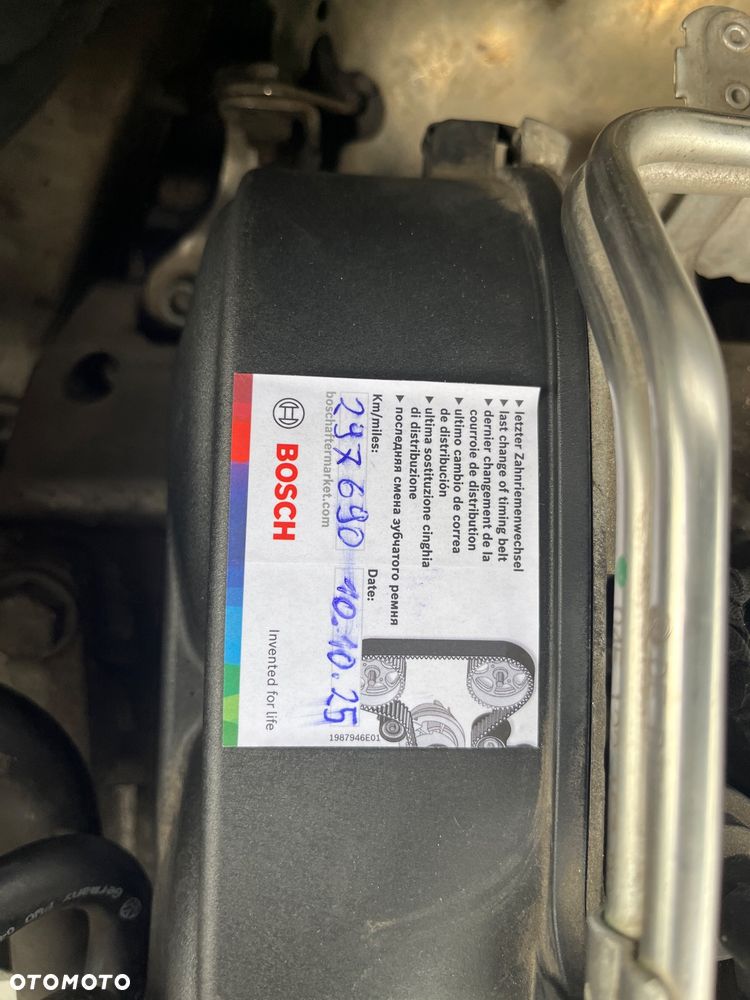 ▸ letzter Zahnriemenwechsel
▸ last change of timing belt
▸ dernier changement de la
courroie de distribution
▸ ultimo cambio de correa
de distribución
▸ ultima sostituzione cinghia
di distribuzione
▸ последняя смена зубчатого ремня
Km/miles:
Date:
297690
10.10.25
boschaftermarket.com
1987946E01
BOSCH
Invented for life
Germany
OTOMOTO